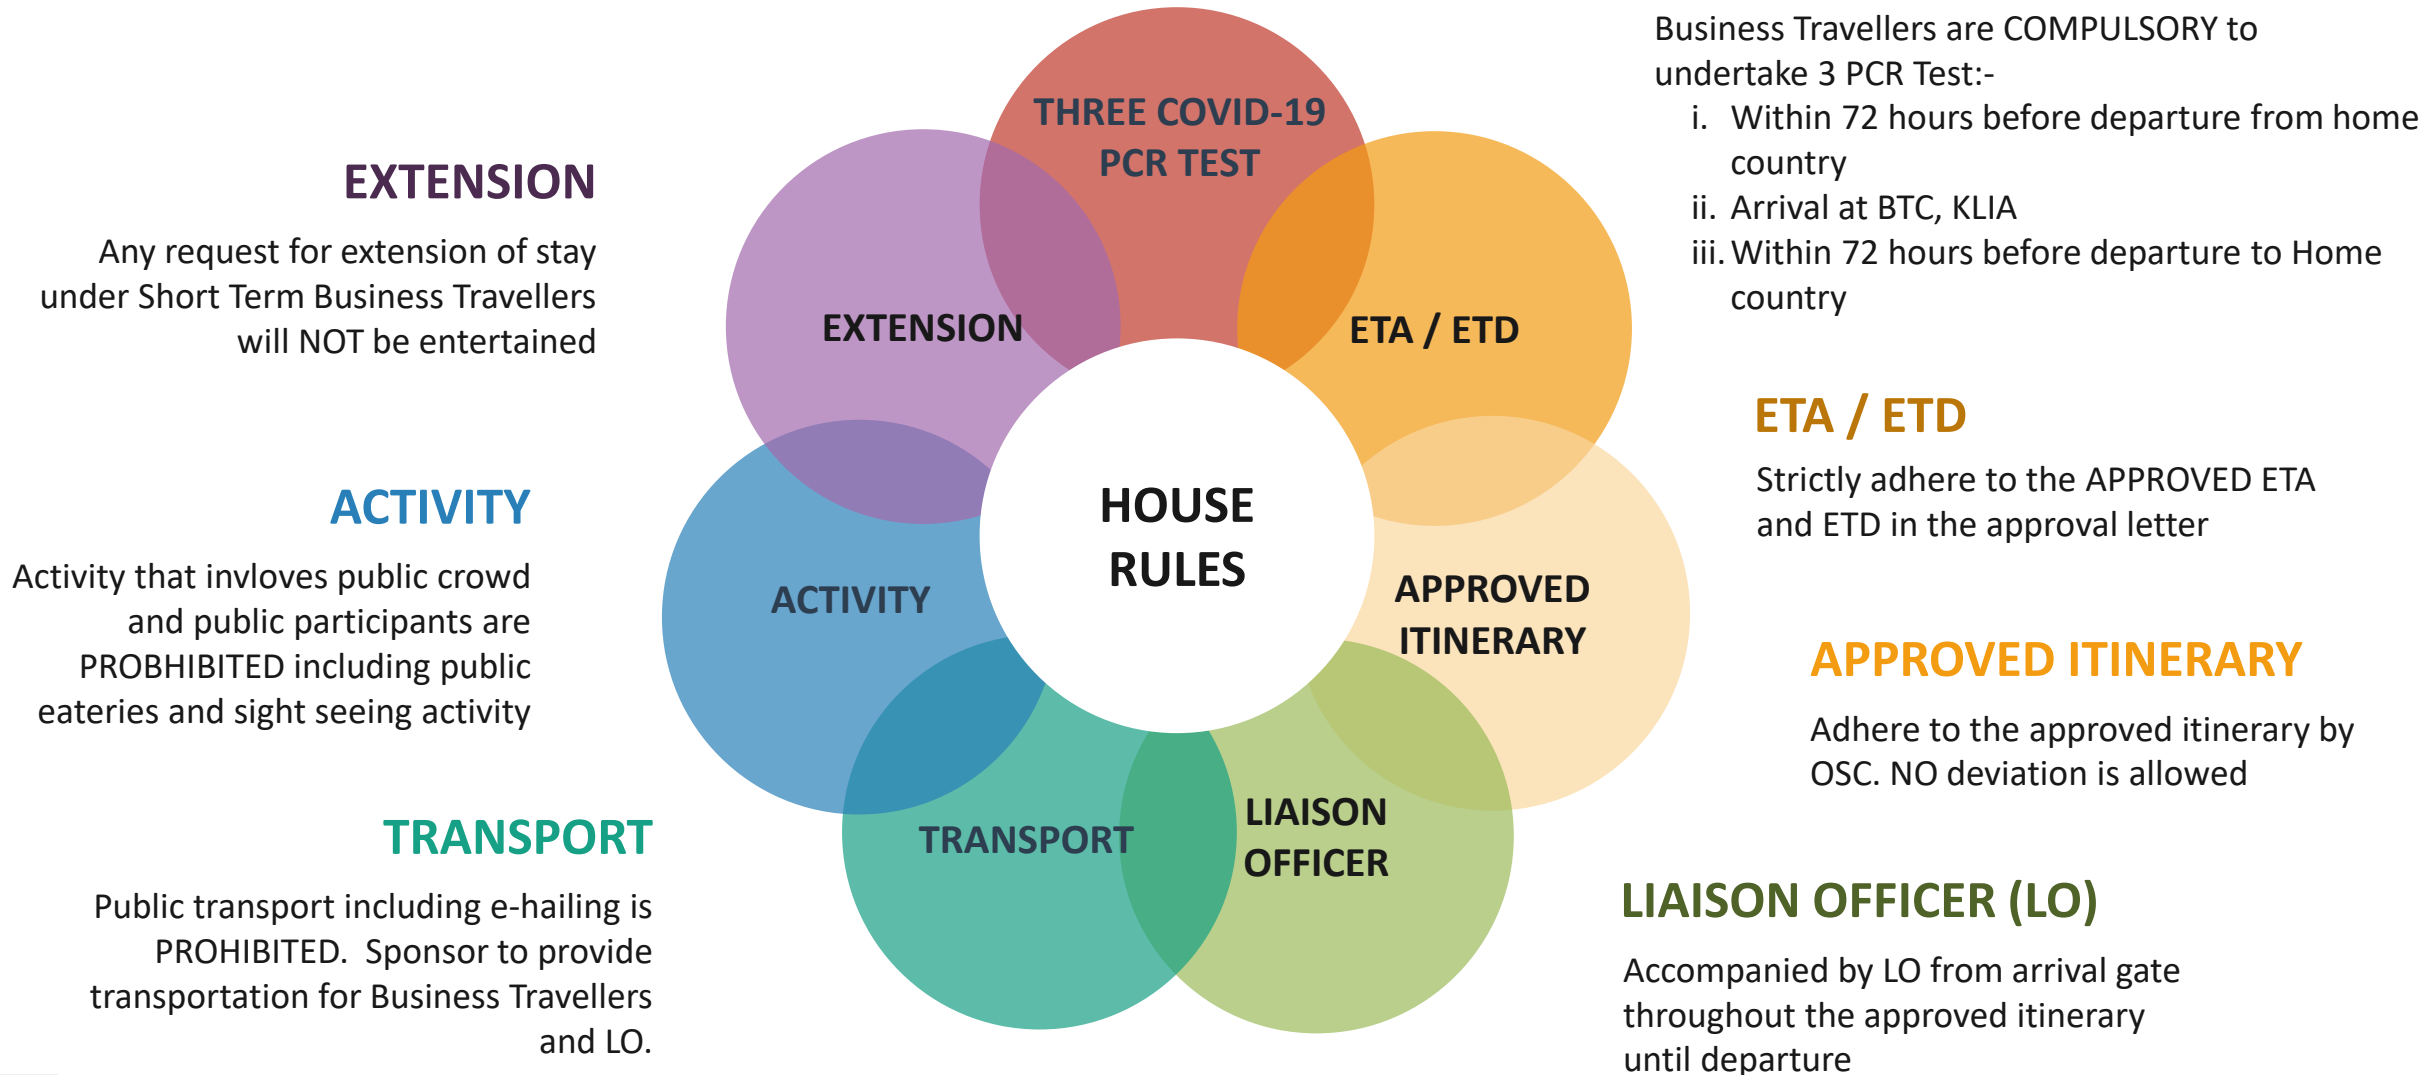 Business Travellers are COMPULSORY to
undertake 3 PCR Test:-
i. Within 72 hours before departure from home
country
ii. Arrival at BTC, KLIA
iii. Within 72 hours before departure to Home
country
ETA / ETD
Strictly adhere to the APPROVED ETA
and ETD in the approval letter
APPROVED ITINERARY
Adhere to the approved itinerary by
OSC. NO deviation is allowed
LIAISON OFFICER (LO)
Accompanied by LO from arrival gate
throughout the approved itinerary
until departure
EXTENSION
Any request for extension of stay
under Short Term Business Travellers
will NOT be entertained
ACTIVITY
Activity that invloves public crowd
and public participants are
PROBHIBITED including public
eateries and sight seeing activity
TRANSPORT
Public transport including e-hailing is
PROHIBITED. Sponsor to provide
transportation for Business Travellers
and LO.
THREE COVID-19
PCR TEST
ETA / ETD
APPROVED
ITINERARY
LIAISON
OFFICER
TRANSPORT
ACTIVITY
EXTENSION
HOUSE
RULES